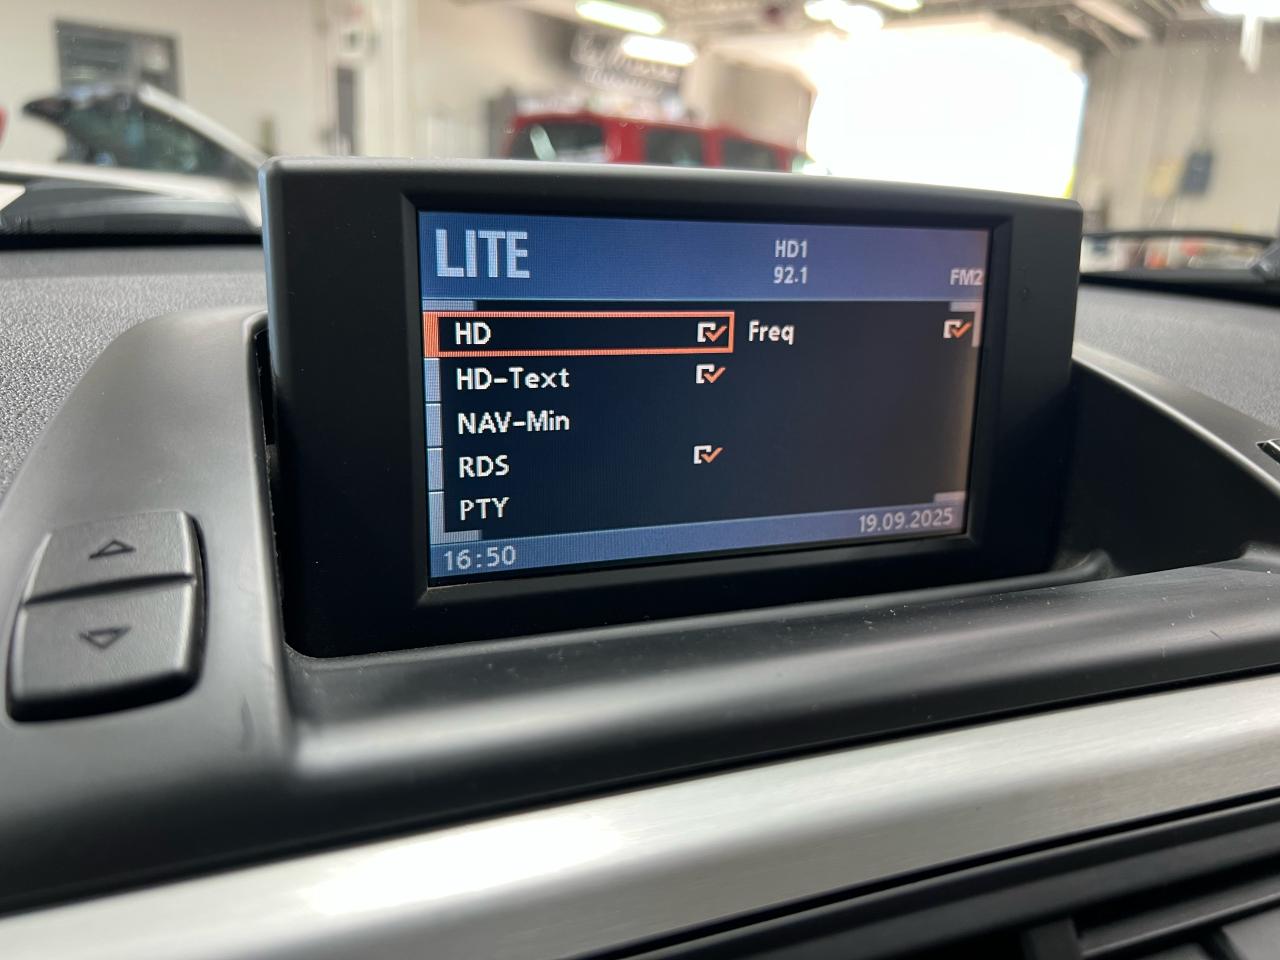 LITE
HD1
92.1
FM2
HD
Freq
HD-Text
NAV-Min
RDS
PTY
16:50
19.09.2025